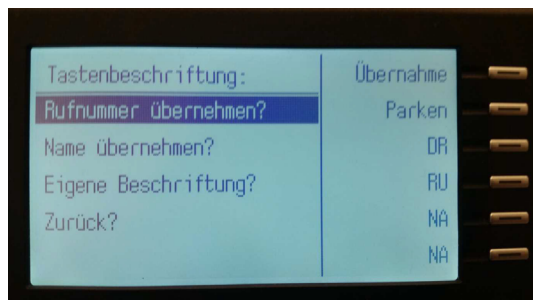 Tastenbeschriftung:
Rufnummer übernehmen?
Name übernehmen?
Eigene Beschriftung?
Zurück?
Übernahme
Parken
DR
RU
NA
NA